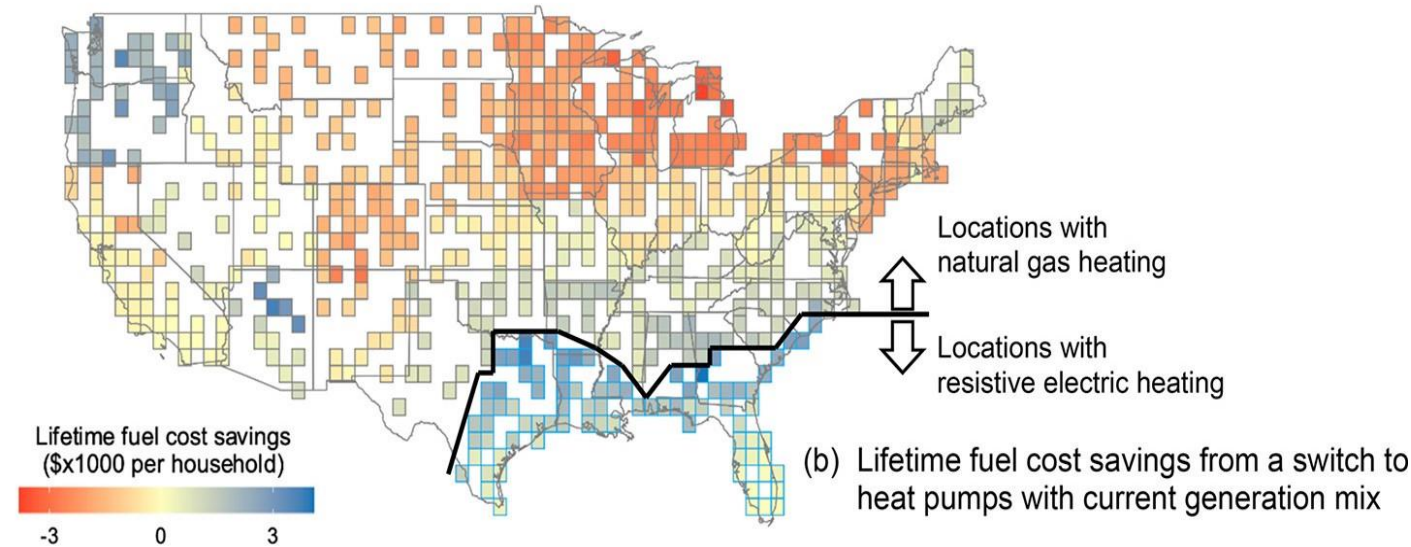 Locations with
natural gas heating
Locations with
resistive electric heating
Lifetime fuel cost savings
($x1000 per household)
-3 0 3
(b) Lifetime fuel cost savings from a switch to
heat pumps with current generation mix